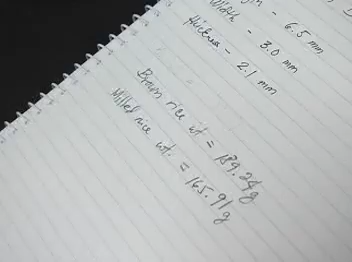 - 6.5 mm
Width - 3.0 mm
Thickness - 2.1 mm
Brown rice wt = 189.24g
Milled rice wt. = 165.91g